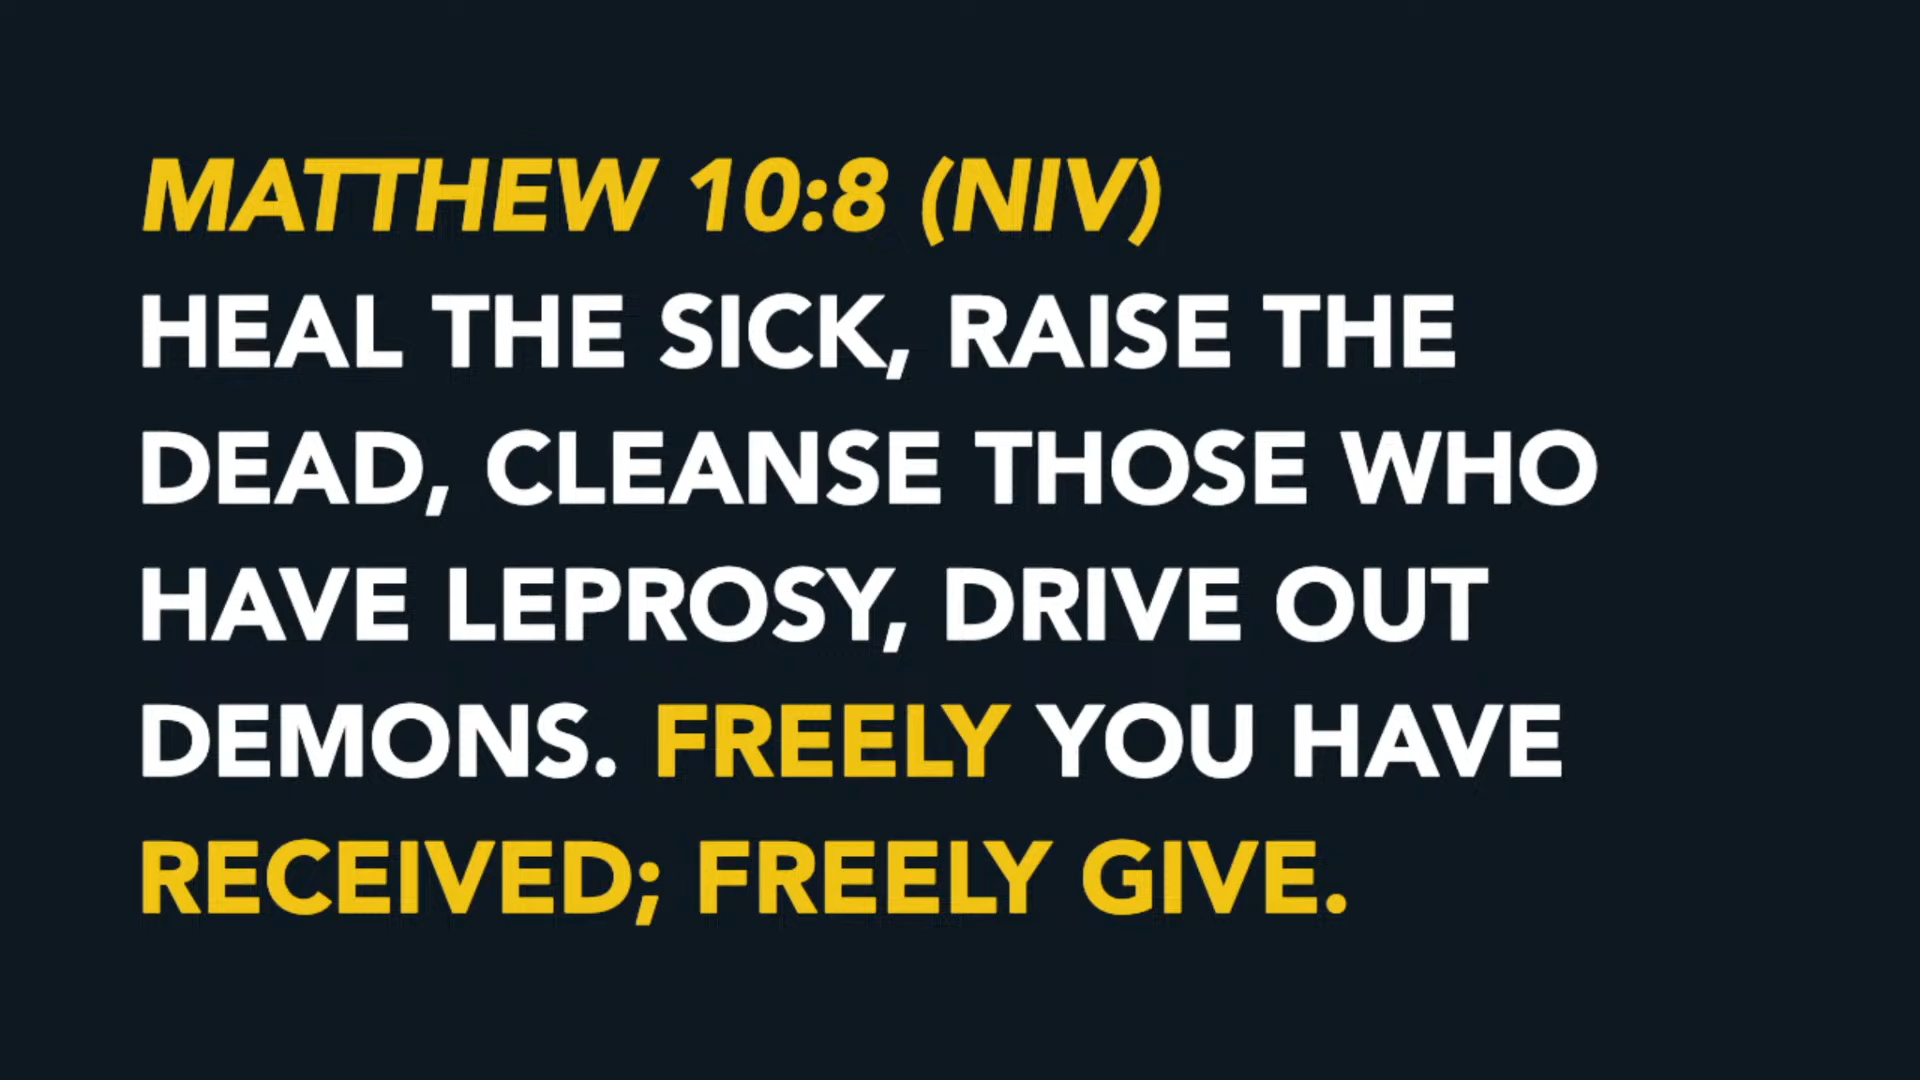 MATTHEW 10:8 (NIV)
HEAL THE SICK, RAISE THE
DEAD, CLEANSE THOSE WHO
HAVE LEPROSY, DRIVE OUT
DEMONS. FREELY YOU HAVE
RECEIVED; FREELY GIVE.